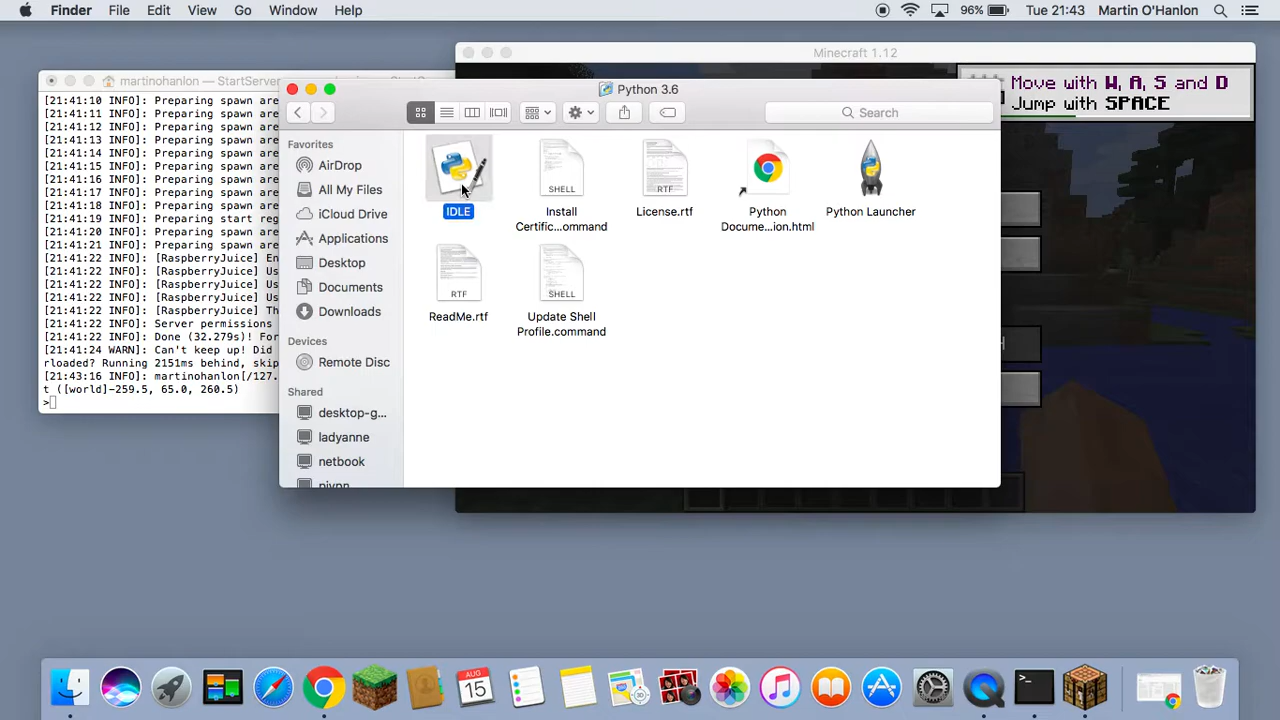 Finder File Edit View Go Window Help 96% Tue 21:43 Martin O'Hanlon
Minecraft 1.12
martinohanlon — StartServer
Move with W, A, S and D
Jump with SPACE
[21:41:10 INFO]: Preparing spawn are
[21:41:11 INFO]: Preparing spawn are
[21:41:12 INFO]: Preparing spawn are
[21:41:13 INFO]: Preparing spawn are
[21:41:14 INFO]: Preparing spawn are
[21:41:15 INFO]: Preparing spawn are
[21:41:16 INFO]: Preparing spawn are
[21:41:17 INFO]: Preparing spawn are
[21:41:18 INFO]: Preparing spawn are
[21:41:19 INFO]: Preparing start reg
[21:41:20 INFO]: Preparing spawn are
[21:41:21 INFO]: Preparing spawn are
[21:41:22 INFO]: [RaspberryJuice] En
[21:41:22 INFO]: [RaspberryJuice] Us
[21:41:22 INFO]: [RaspberryJuice] Us
[21:41:22 INFO]: [RaspberryJuice] Us
[21:41:22 INFO]: [RaspberryJuice] Th
[21:41:22 INFO]: Server permissions
[21:41:22 INFO]: Done (32.279s)! For
[21:41:24 WARN]: Can't keep up! Did
rloaded? Running 2151ms behind, skip
[21:43:16 INFO]: martinohanlon[/127.
t ([world]-259.5, 65.0, 260.5)
>
Python 3.6
Search
Favorites
AirDrop
All My Files
iCloud Drive
Applications
Desktop
Documents
Downloads
Devices
Remote Disc
Shared
desktop-g...
ladyanne
netbook
pivpn
SHELL
RTF
IDLE
Install
Certific...ommand
License.rtf
Python
Docume...ion.html
Python Launcher
RTF
SHELL
ReadMe.rtf
Update Shell
Profile.command
AUG
15